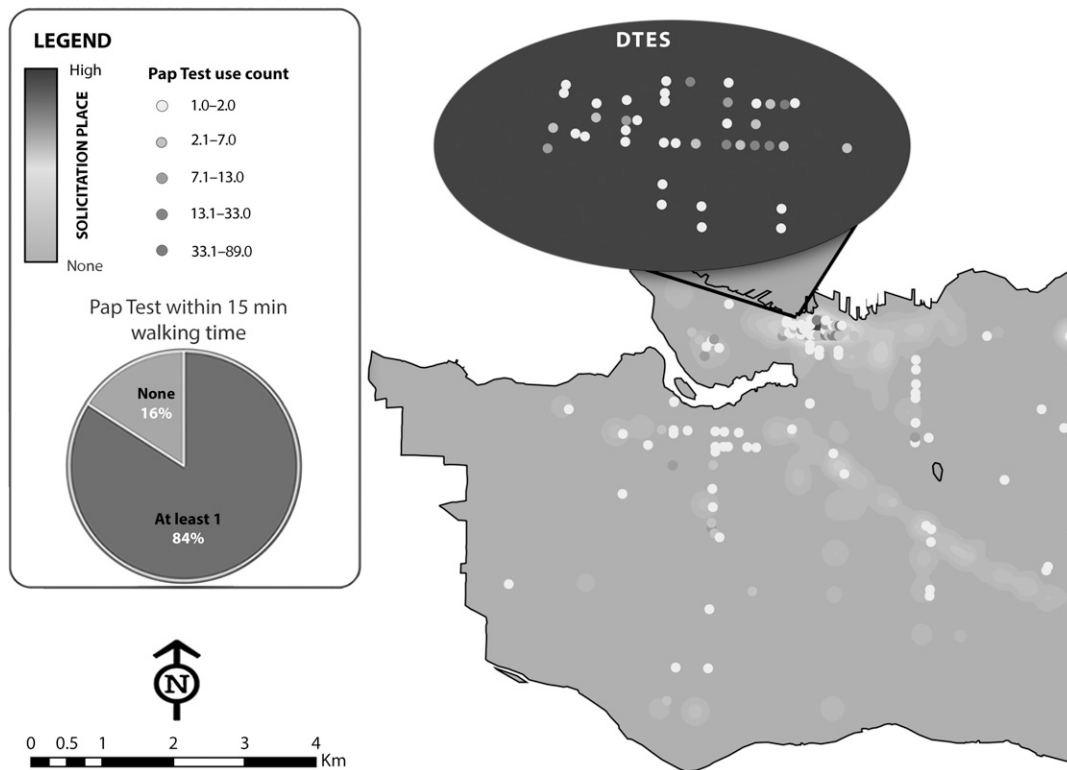 LEGEND
High
SOLICITATION PLACE
None
Pap Test use count
1.0–2.0
2.1–7.0
7.1–13.0
13.1–33.0
33.1–89.0
Pap Test within 15 min
walking time
None
16%
At least 1
84%
DTES
N
0 0.5 1 2 3 4
Km